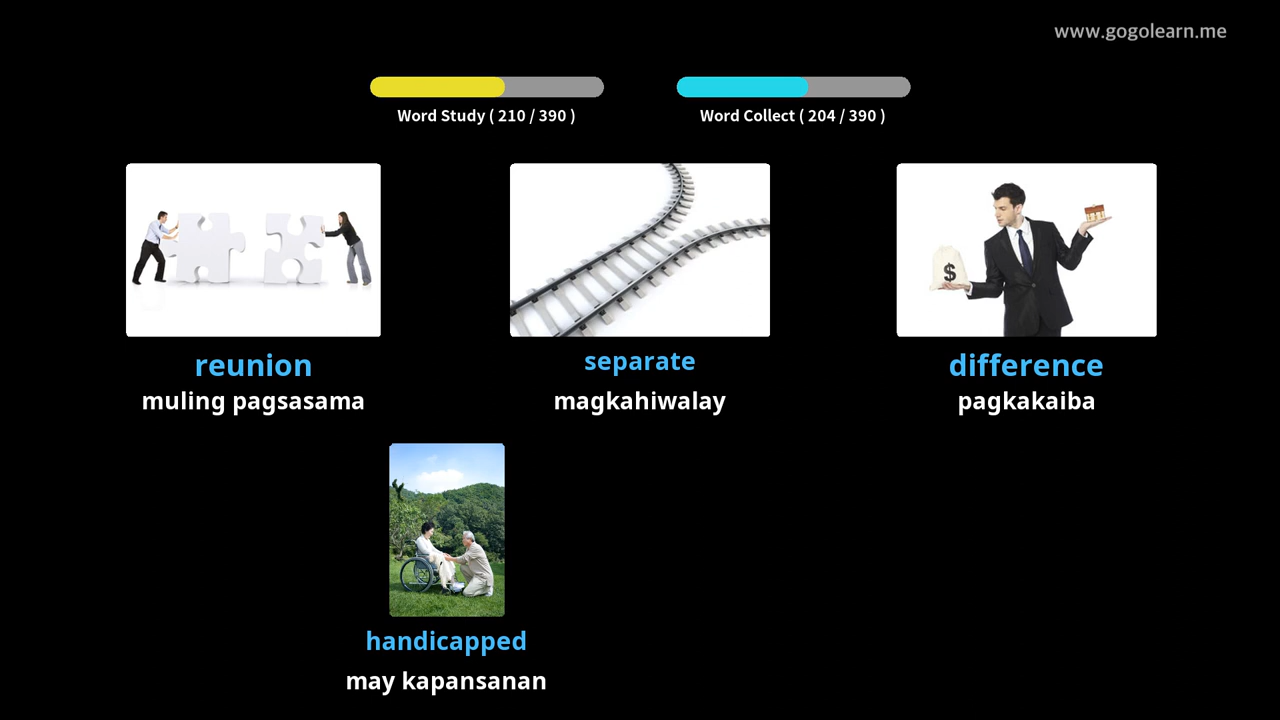 www.gogolearn.me
Word Study ( 210 / 390 )
Word Collect ( 204 / 390 )
$
reunion
muling pagsasama
separate
magkahiwalay
difference
pagkakaiba
handicapped
may kapansanan